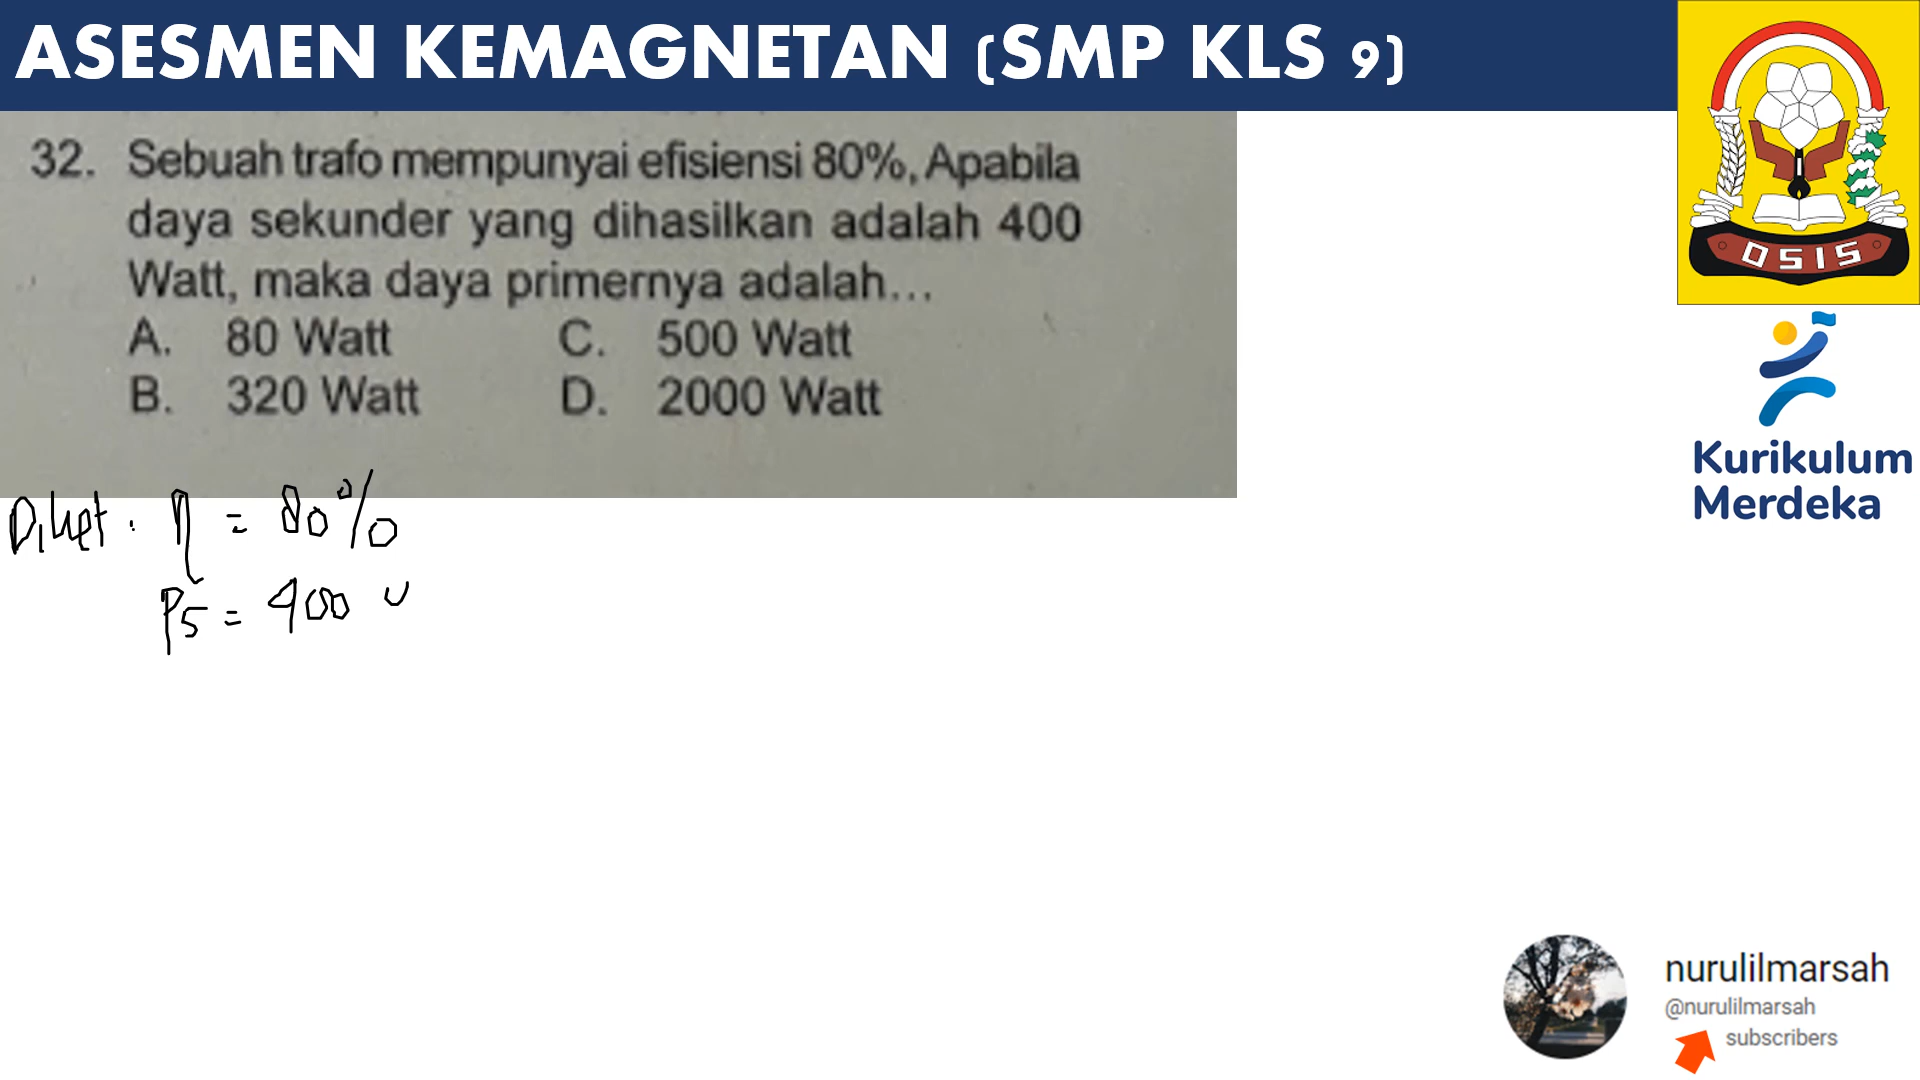 ASESMEN KEMAGNETAN (SMP KLS 9)
32. Sebuah trafo mempunyai efisiensi 80%, Apabila
daya sekunder yang dihasilkan adalah 400
Watt, maka daya primernya adalah...
A. 80 Watt C. 500 Watt
B. 320 Watt D. 2000 Watt
Diket : η = 80%
Ps = 400
OSIS
Kurikulum
Merdeka
nurulilmarsah
@nurulilmarsah
subscribers